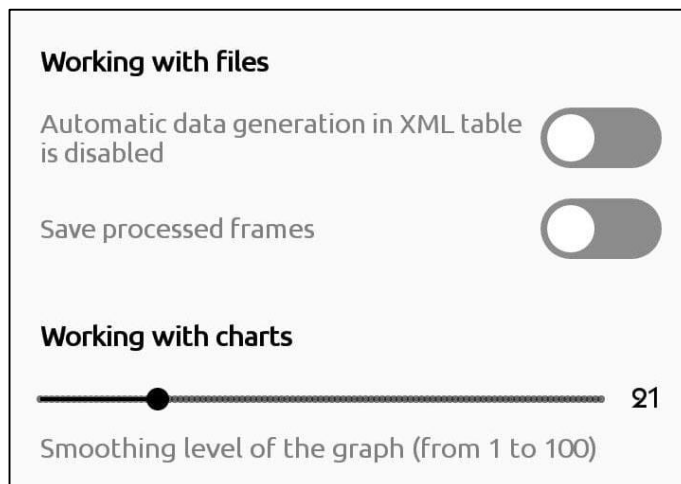 Working with files
Automatic data generation in XML table
is disabled
Save processed frames
Working with charts
21
Smoothing level of the graph (from 1 to 100)